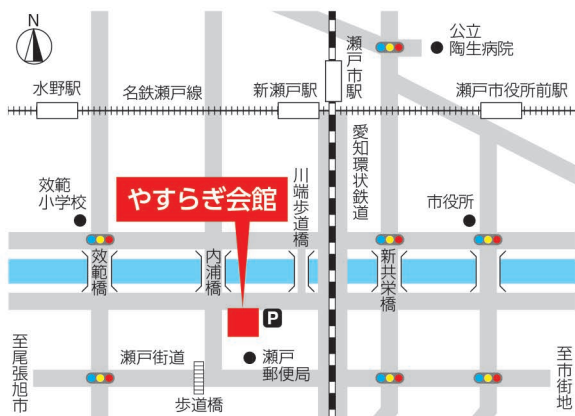 N
公立
陶生病院
瀬戸市駅
水野駅
名鉄瀬戸線
新瀬戸駅
瀬戸市役所前駅
愛知環状鉄道
川端歩道橋
効範
小学校
やすらぎ会館
市役所
效範橋
内浦橋
新共栄橋
P
至尾張旭市
瀬戸街道
歩道橋
瀬戸
郵便局
至市街地